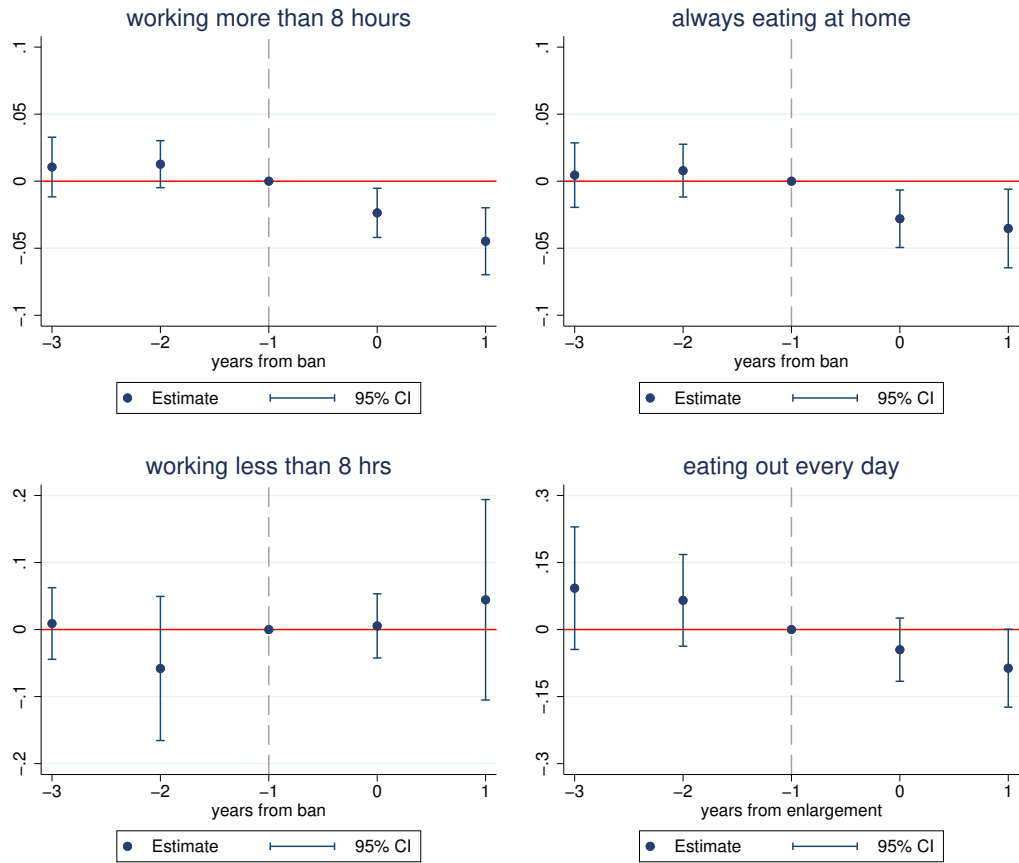 working more than 8 hours
.1
.05
0
−.05
−.1
−3
−2
−1
0
1
years from ban
Estimate
95% CI
always eating at home
.1
.05
0
−.05
−.1
−3
−2
−1
0
1
years from ban
Estimate
95% CI
working less than 8 hrs
.2
.1
0
−.1
−.2
−3
−2
−1
0
1
years from ban
Estimate
95% CI
eating out every day
.3
.15
0
−.15
−.3
−3
−2
−1
0
1
years from enlargement
Estimate
95% CI